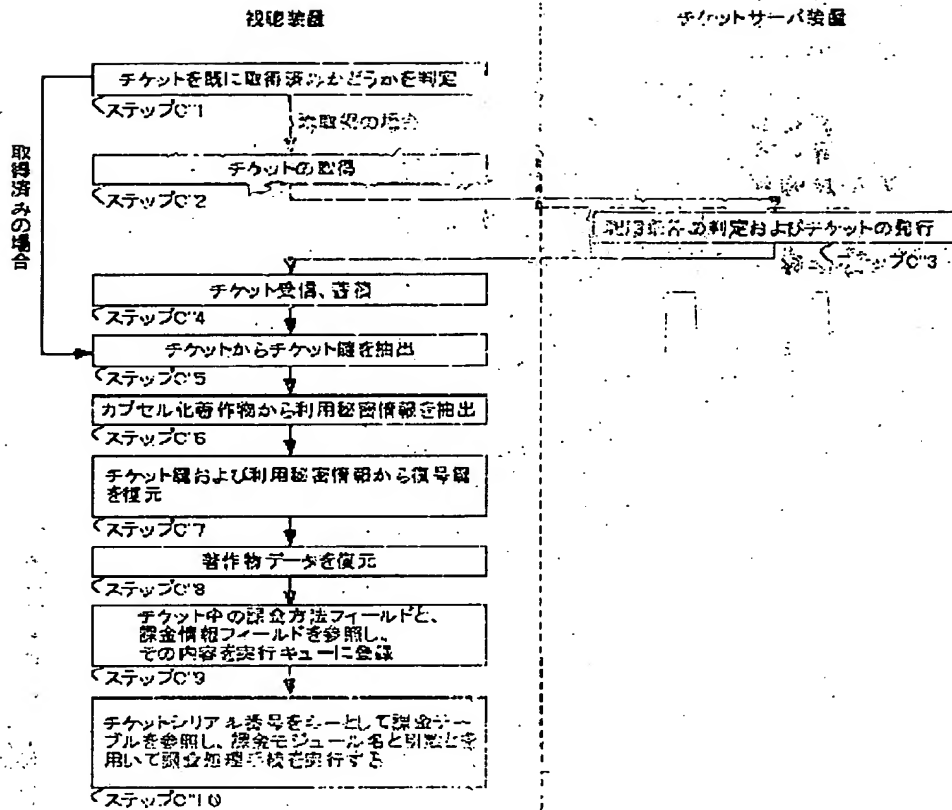 視聴装置
チケットサーバ装置
チケットを既に取得済みかどうかを判定
ステップC"1
未取得の場合
取得済みの場合
チケットの取得
ステップC"2
の判定およびチケットの発行
ステップC"3
チケット受信、蓄積
ステップC"4
チケットからチケット鍵を抽出
ステップC"5
カプセル化著作物から利用秘密情報を抽出
ステップC"6
チケット鍵および利用秘密情報から復号鍵
を復元
ステップC"7
著作物データを復元
ステップC"8
チケット中の課金方法フィールドと、
課金情報フィールドを参照し、
その内容を実行キューに登録
ステップC"9
チケットシリアル番号をキーとして課金テー
ブルを参照し、課金モジュール名と引数とを
用いて課金処理手続を実行する
ステップC"10